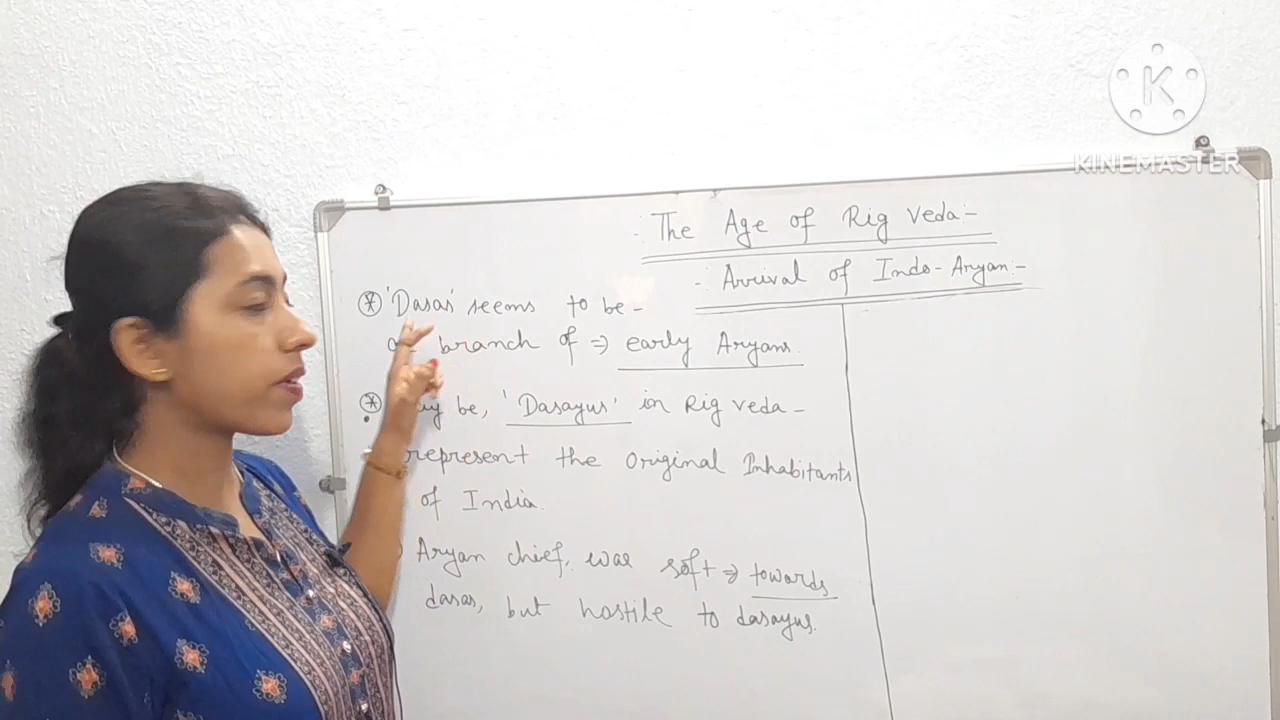 The Age of Rig Veda:-
Arrival of Indo-Aryan:-
'Dasas' seems to be -
branch of ⇒ early Aryans.
be, 'Dasayus' in Rig veda -
represent the Original Inhabitants
of India.
Aryan chief, was soft ⇒ towards
dasas, but hostile to dasayus.
K
KINEMASTER